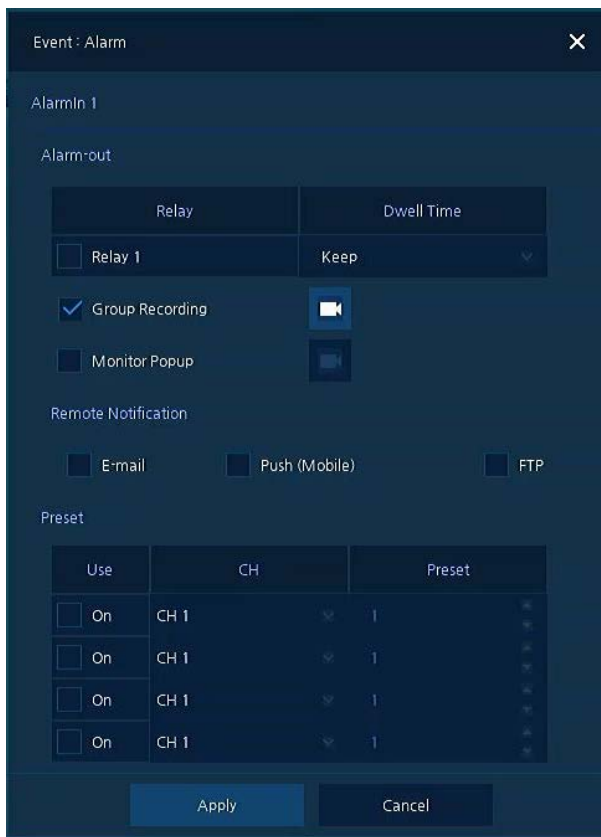 Event : Alarm
AlarmIn 1
Alarm-out
Relay Dwell Time
Relay 1 Keep
Group Recording
Monitor Popup
Remote Notification
E-mail Push (Mobile) FTP
Preset
Use CH Preset
On CH 1 1
On CH 1 1
On CH 1 1
On CH 1 1
Apply Cancel